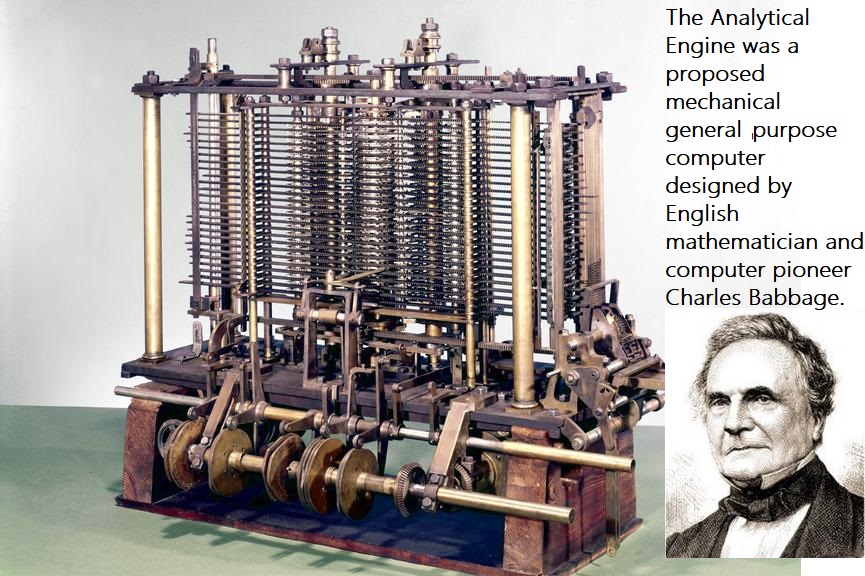 The Analytical
Engine was a
proposed
mechanical
general purpose
computer
designed by
English
mathematician and
computer pioneer
Charles Babbage.